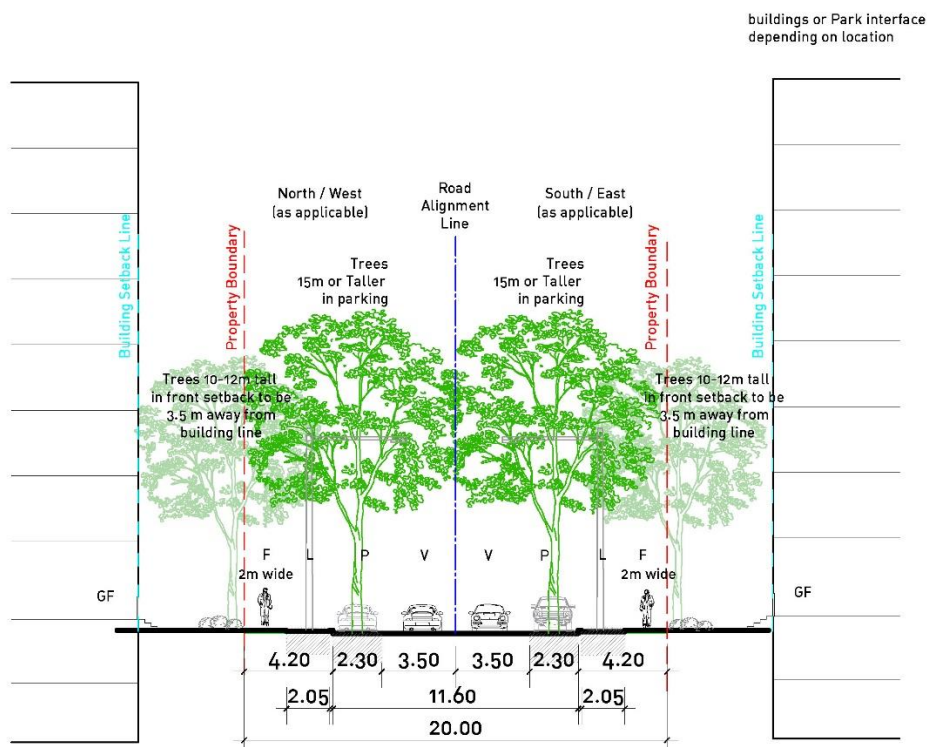 buildings or Park interface
depending on location
North / West
(as applicable)
Road
Alignment
Line
South / East
(as applicable)
Building Setback Line
Property Boundary
Trees
15m or Taller
in parking
Trees
15m or Taller
in parking
Property Boundary
Building Setback Line
Trees 10-12m tall
in front setback to be
3.5 m away from
building line
Trees 10-12m tall
in front setback to be
3.5 m away from
building line
F L P V V P L F
2m wide 2m wide
GF GF
4.20 2.30 3.50 3.50 2.30 4.20
2.05 11.60 2.05
20.00